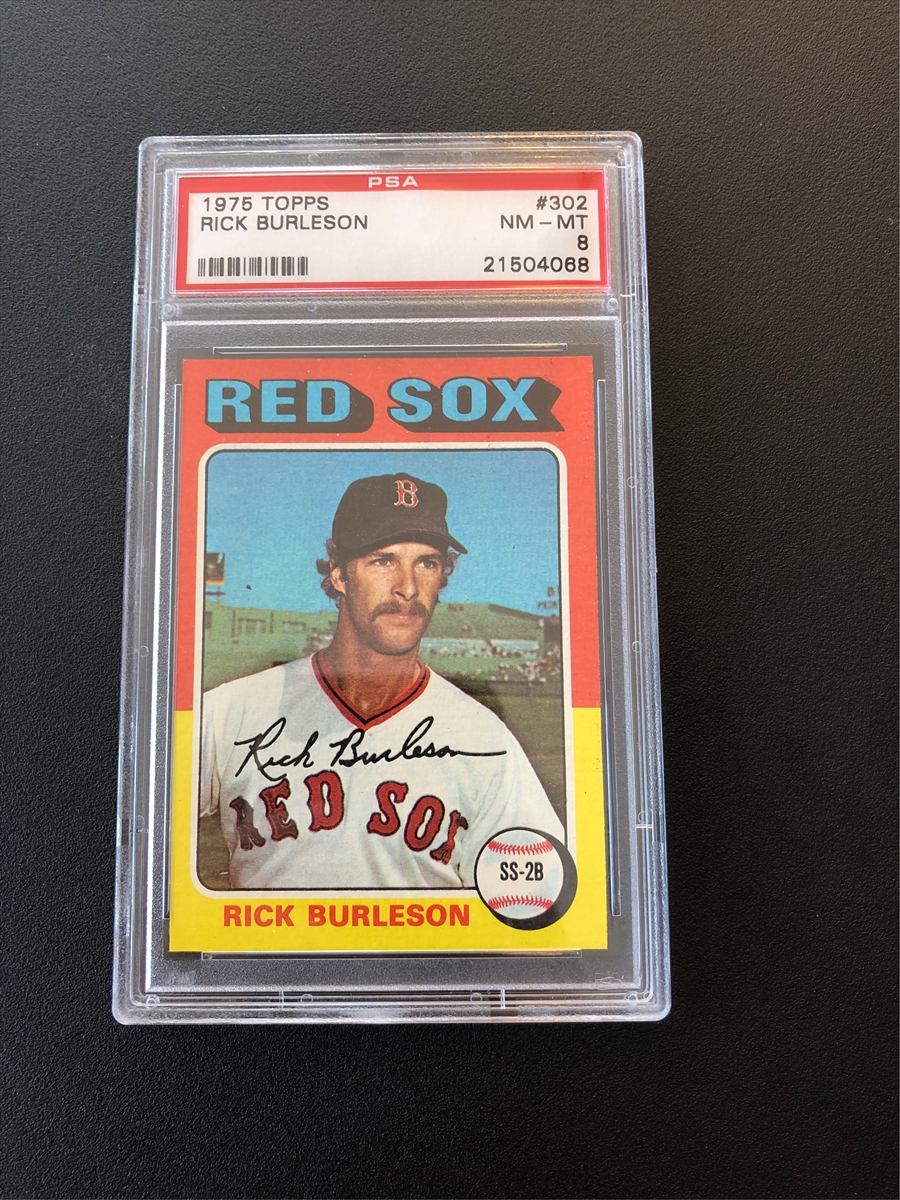 PSA
1975 TOPPS #302
RICK BURLESON NM - MT
8
21504068
RED SOX
B
Rick Burleson
RED SOX
SS-2B
RICK BURLESON